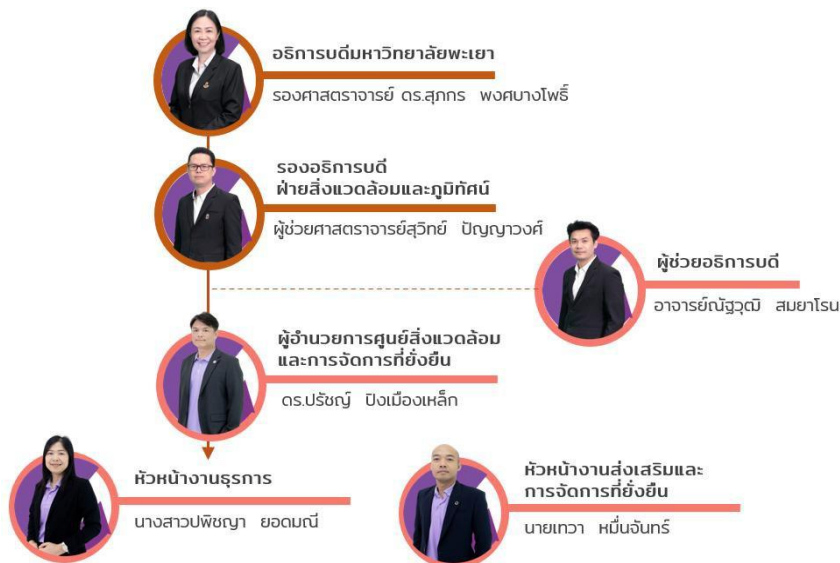 อธิการบดีมหาวิทยาลัยพะเยา
รองศาสตราจารย์ ดร.สุภกร พงศบางโพธิ์
รองอธิการบดี
ฝ่ายสิ่งแวดล้อมและภูมิทัศน์
ผู้ช่วยศาสตราจารย์สุวิทย์ ปัญญาวงศ์
ผู้ช่วยอธิการบดี
อาจารย์ณัฐวุฒิ สมยาโรน
ผู้อำนวยการศูนย์สิ่งแวดล้อม
และการจัดการที่ยั่งยืน
ดร.ปรัชญ์ ปิงเมืองเหล็ก
หัวหน้างานธุรการ
นางสาวปพิชญา ยอดมณี
หัวหน้างานส่งเสริมและ
การจัดการที่ยั่งยืน
นายเทวา หมื่นจันทร์